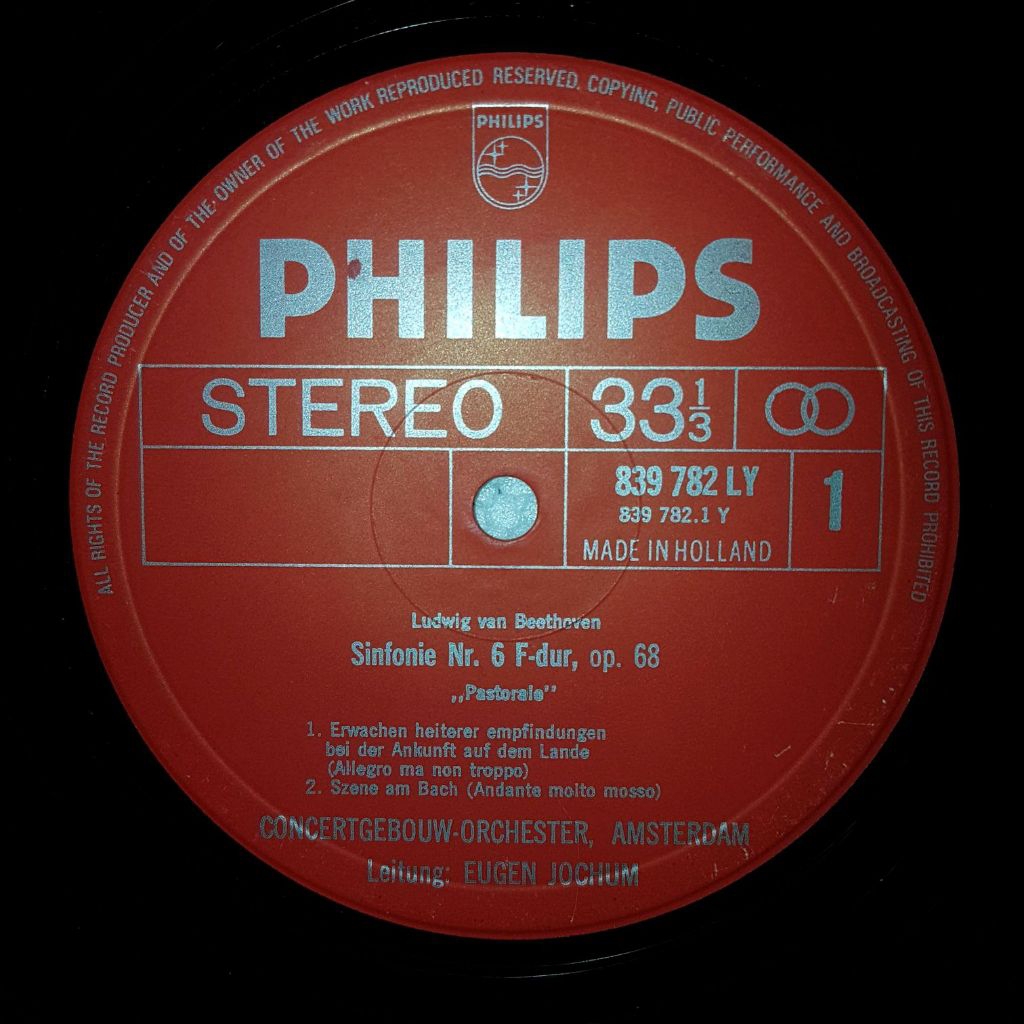 ALL RIGHTS OF THE RECORD PRODUCER AND OF THE OWNER OF THE WORK REPRODUCED RESERVED. COPYING, PUBLIC PERFORMANCE AND BROADCASTING OF THIS RECORD PROHIBITED
PHILIPS
PHILIPS
STEREO 33 1/3
839 782 LY
839 782.1 Y
MADE IN HOLLAND
1
Ludwig van Beethoven
Sinfonie Nr. 6 F-dur, op. 68
„Pastorale”
1. Erwachen heiterer empfindungen
bei der Ankunft auf dem Lande
(Allegro ma non troppo)
2. Szene am Bach (Andante molto mosso)
CONCERTGEBOUW-ORCHESTER, AMSTERDAM
Leitung: EUGEN JOCHUM